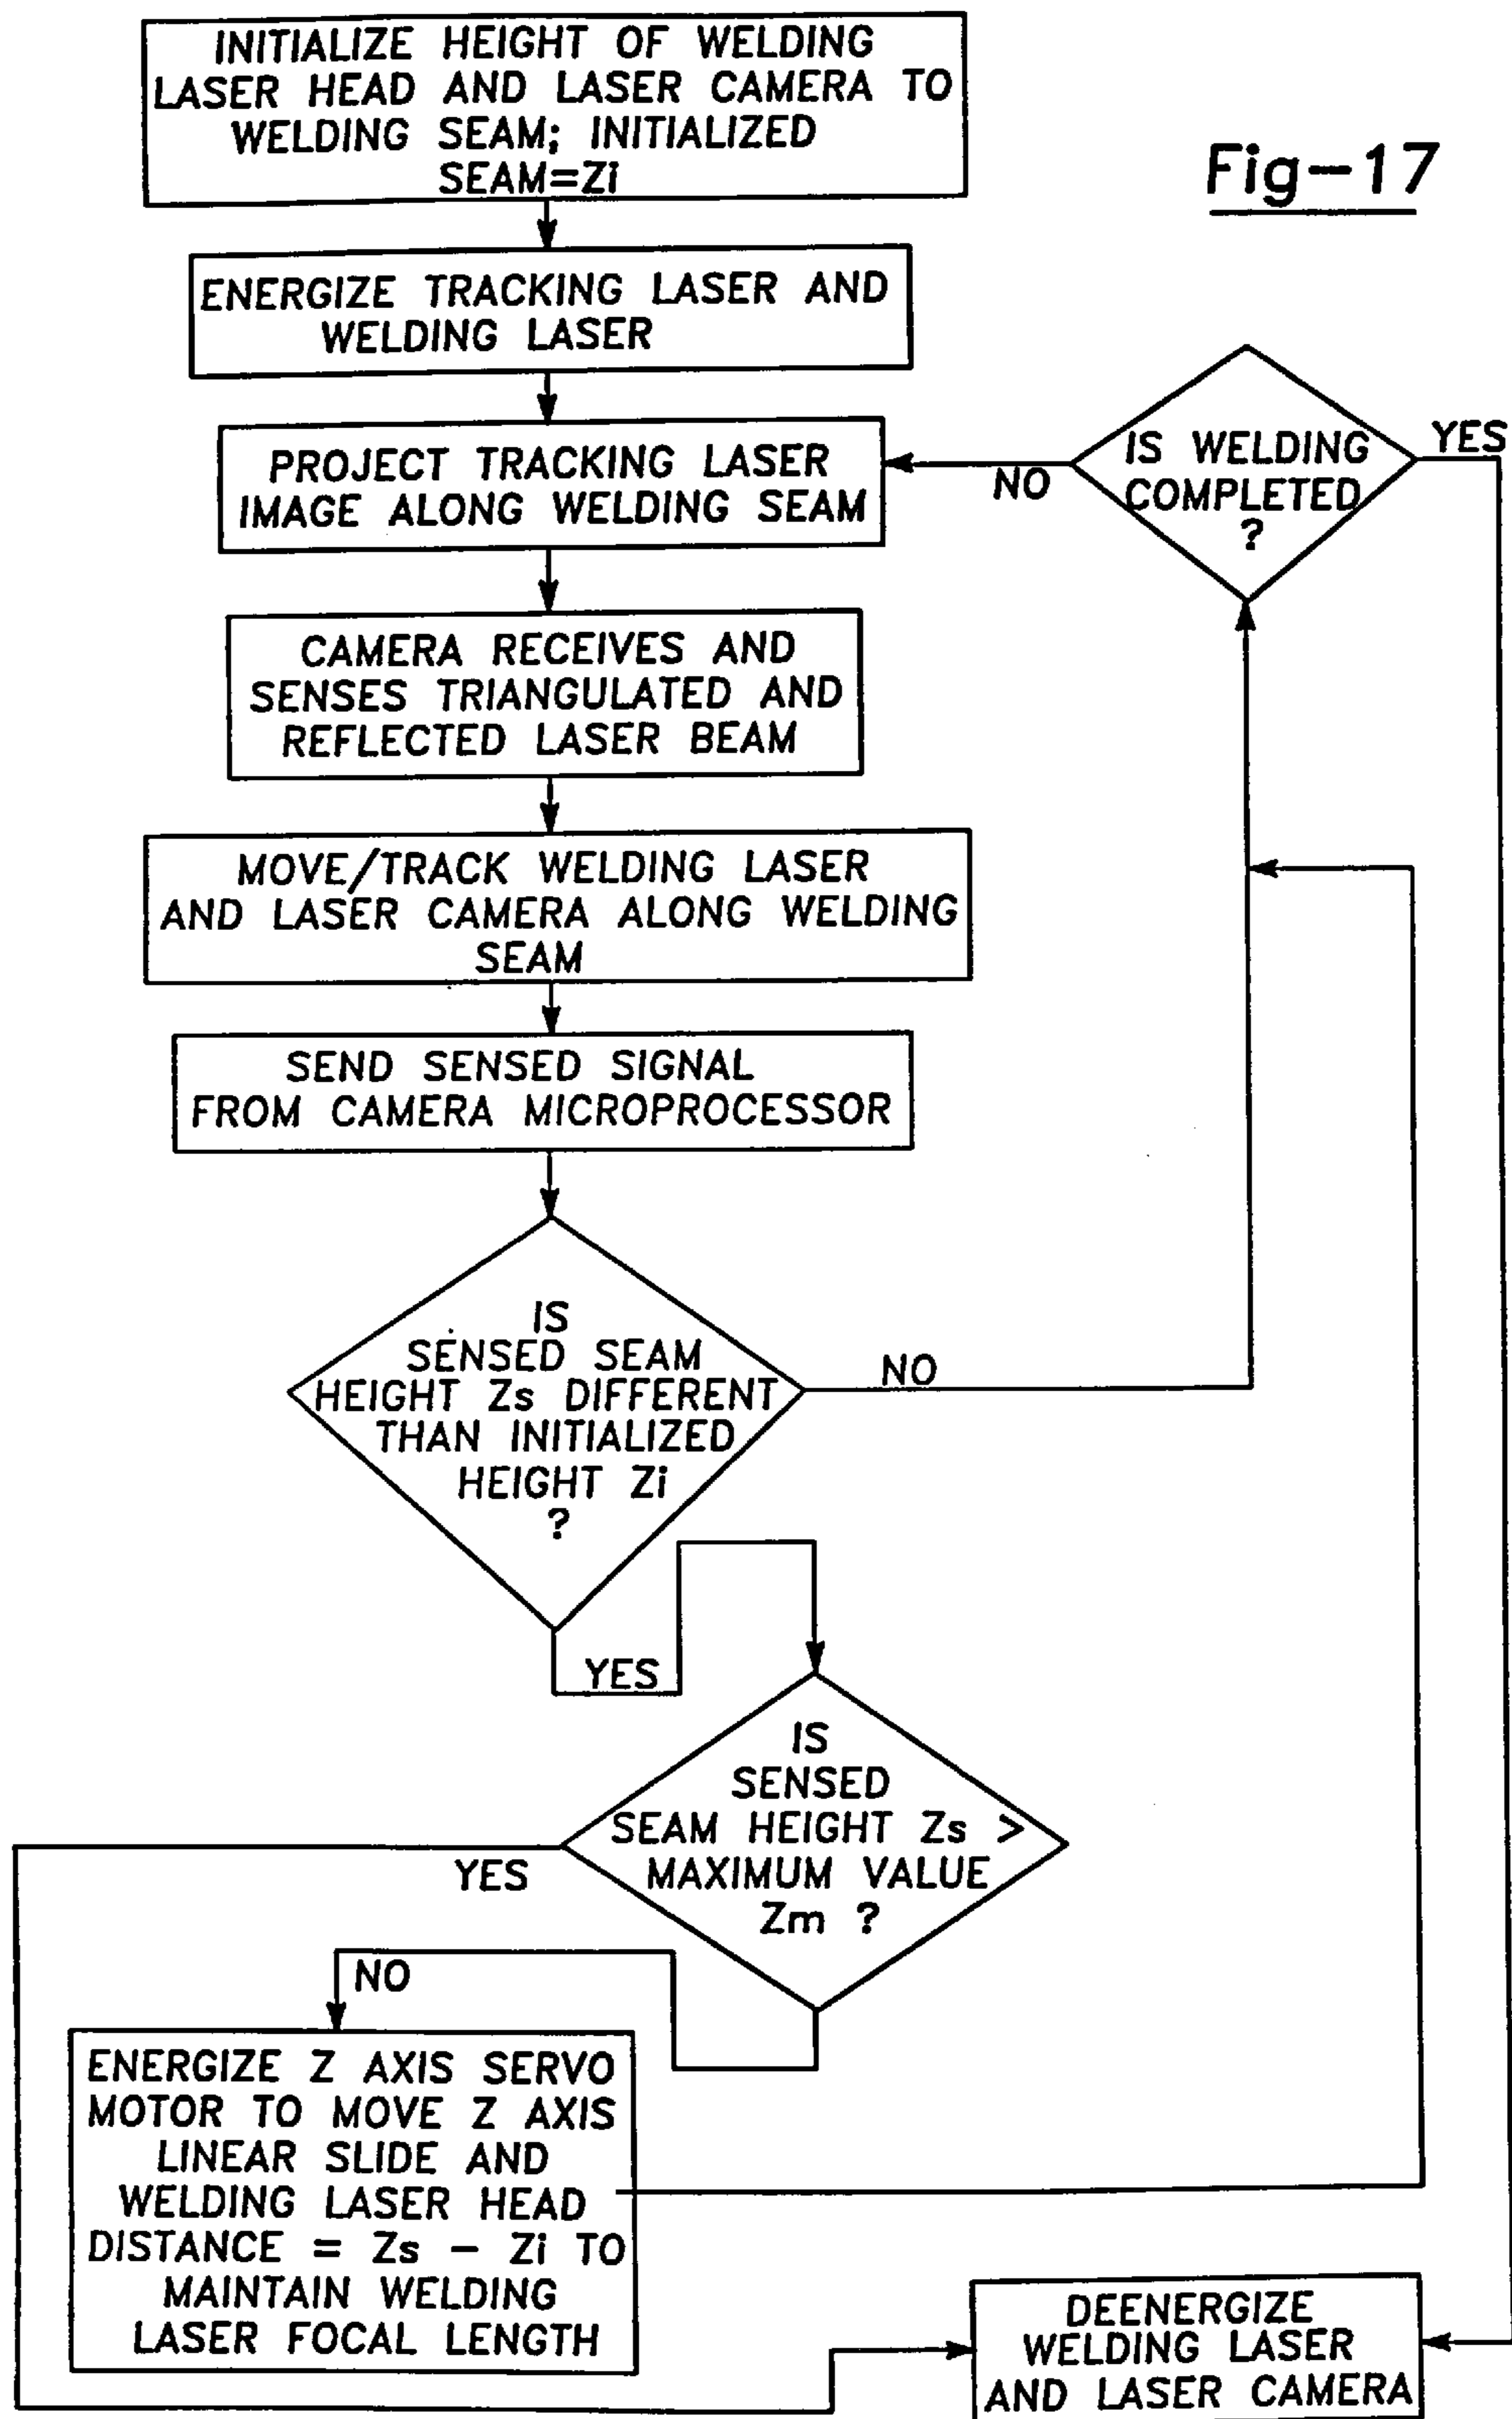 INITIALIZE HEIGHT OF WELDING
LASER HEAD AND LASER CAMERA TO
WELDING SEAM; INITIALIZED
SEAM=Zi
Fig-17
ENERGIZE TRACKING LASER AND
WELDING LASER
PROJECT TRACKING LASER
IMAGE ALONG WELDING SEAM
NO
IS WELDING
COMPLETED
?
YES
CAMERA RECEIVES AND
SENSES TRIANGULATED AND
REFLECTED LASER BEAM
MOVE/TRACK WELDING LASER
AND LASER CAMERA ALONG WELDING
SEAM
SEND SENSED SIGNAL
FROM CAMERA MICROPROCESSOR
IS
SENSED SEAM
HEIGHT Zs DIFFERENT
THAN INITIALIZED
HEIGHT Zi
?
NO
YES
IS
SENSED
SEAM HEIGHT Zs >
MAXIMUM VALUE
Zm ?
YES
NO
ENERGIZE Z AXIS SERVO
MOTOR TO MOVE Z AXIS
LINEAR SLIDE AND
WELDING LASER HEAD
DISTANCE = Zs - Zi TO
MAINTAIN WELDING
LASER FOCAL LENGTH
DEENERGIZE
WELDING LASER
AND LASER CAMERA